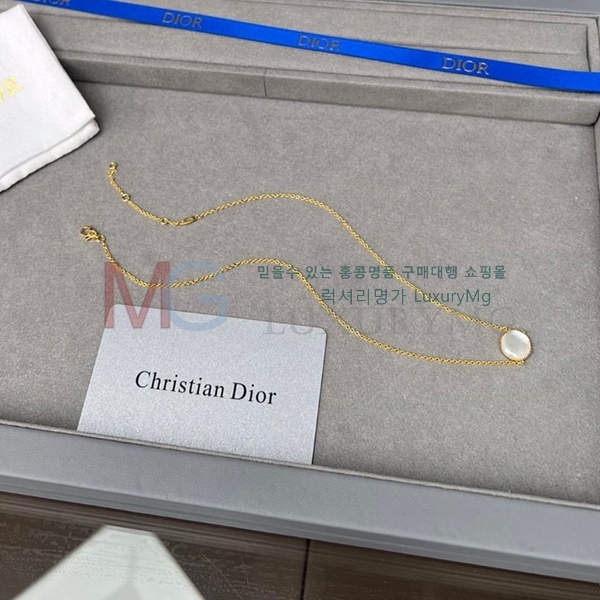 DIOR
DIOR
DIOR
MG
믿을수 있는 홍콩명품 구매대행 쇼핑몰
럭셔리명가 LuxuryMg
LUXURYMG
Christian Dior